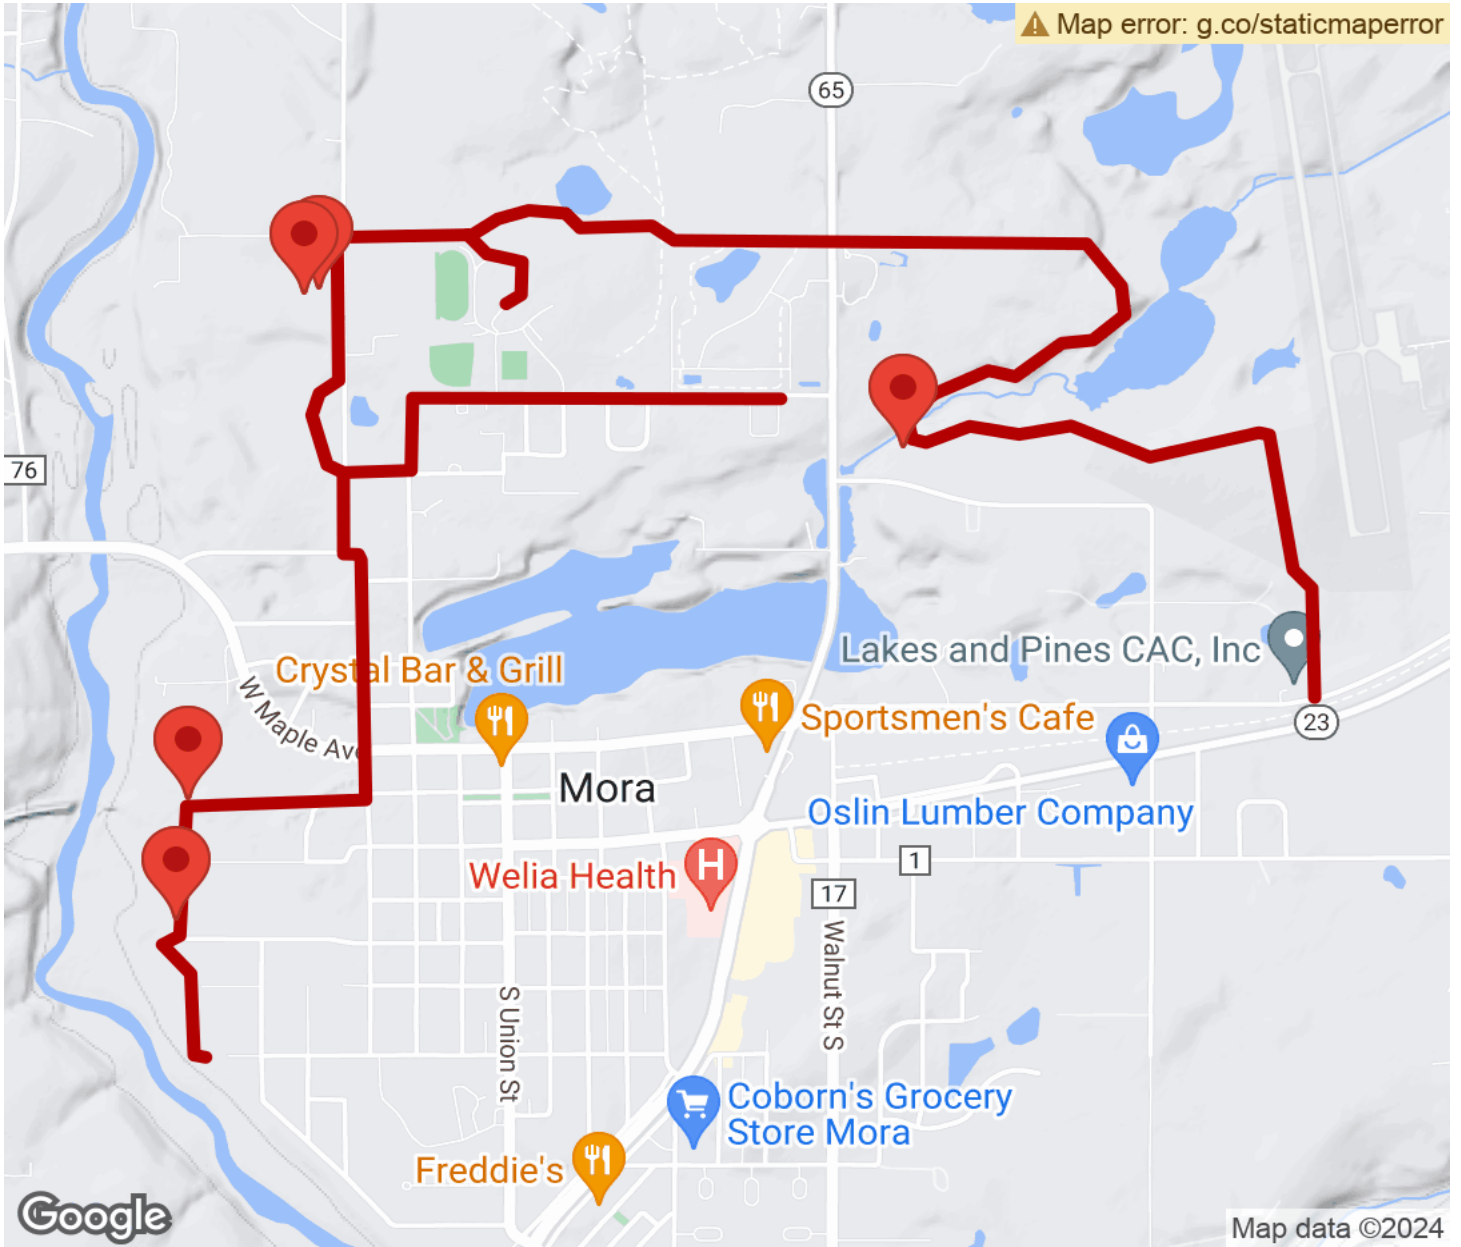 Map error: g.co/staticmaperror
65
76
Crystal Bar & Grill
Lakes and Pines CAC, Inc
W Maple Ave
Sportsmen's Cafe
23
Mora
Oslin Lumber Company
Welia Health
H
1
17
Walnut St S
S Union St
Coborn's Grocery
Store Mora
Freddie's
Google
Map data ©2024